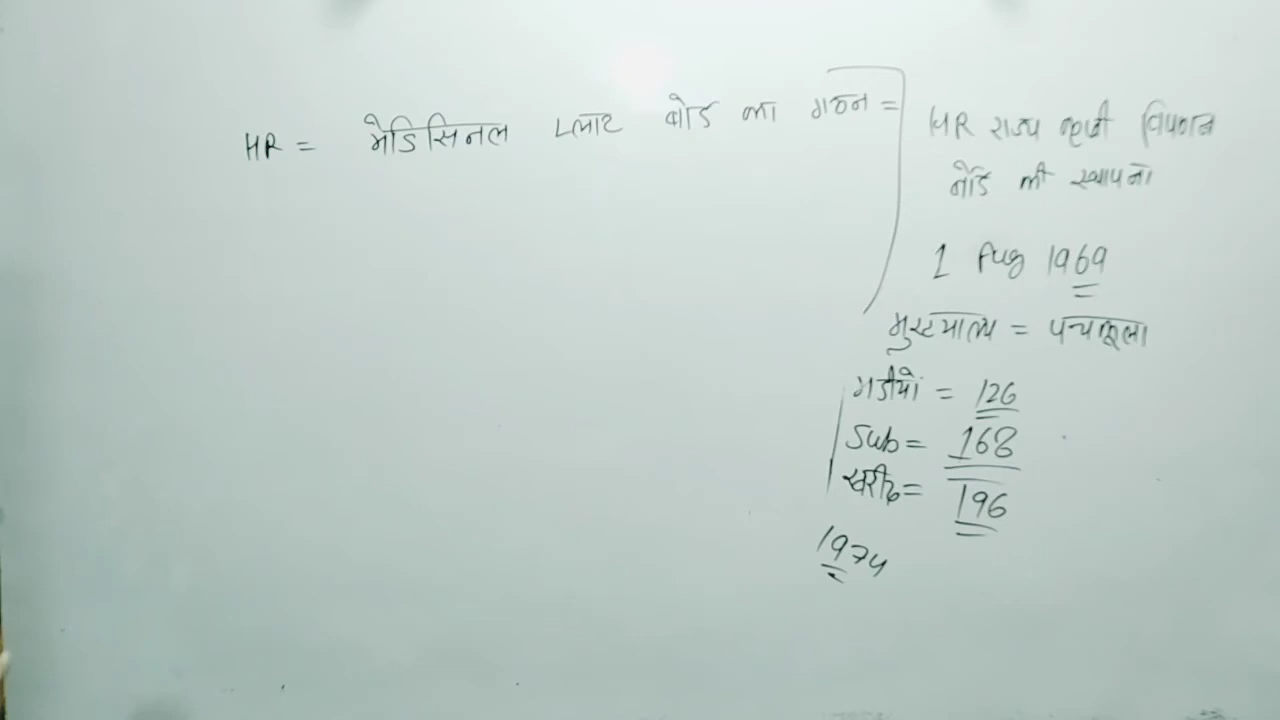 HR = मेडिसिनल प्लांट बोर्ड का गठन =
HR राज्य कृषि विपणन
बोर्ड की स्थापना
1 Aug 1969
मुख्यालय = पंचकूला
मंडीयो = 126
Sub = 168
खरीद = 196
1974